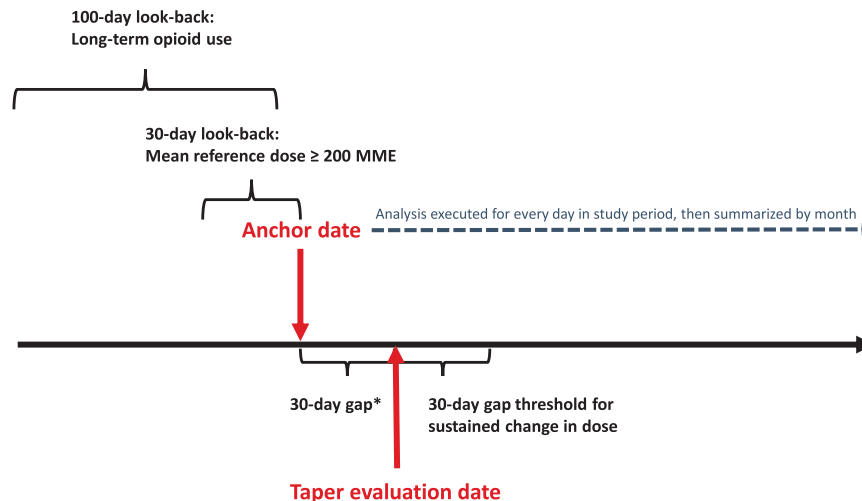 100-day look-back:
Long-term opioid use
30-day look-back:
Mean reference dose ≥ 200 MME
Analysis executed for every day in study period, then summarized by month
Anchor date
30-day gap*
30-day gap threshold for
sustained change in dose
Taper evaluation date